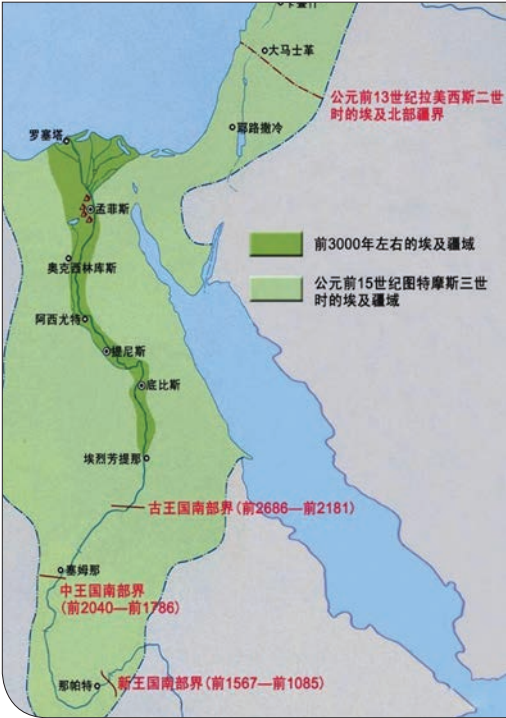 大马士革
公元前13世纪拉美西斯二世
时的埃及北部疆界
耶路撒冷
罗塞塔
孟菲斯
前3000年左右的埃及疆域
奥克西林库斯
公元前15世纪图特摩斯三世
时的埃及疆域
阿西尤特
提尼斯
底比斯
埃烈芳提那
古王国南部界(前2686—前2181)
塞姆那
中王国南部界
(前2040—前1786)
那帕特
新王国南部界(前1567—前1085)